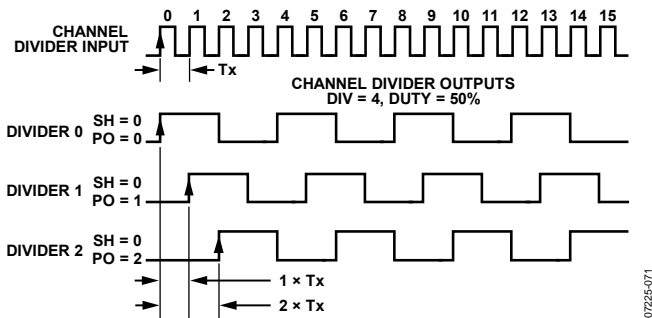 0 1 2 3 4 5 6 7 8 9 10 11 12 13 14 15
CHANNEL
DIVIDER INPUT
Tx
CHANNEL DIVIDER OUTPUTS
DIV = 4, DUTY = 50%
DIVIDER 0
SH = 0
PO = 0
DIVIDER 1
SH = 0
PO = 1
DIVIDER 2
SH = 0
PO = 2
1 × Tx
2 × Tx
07225-071